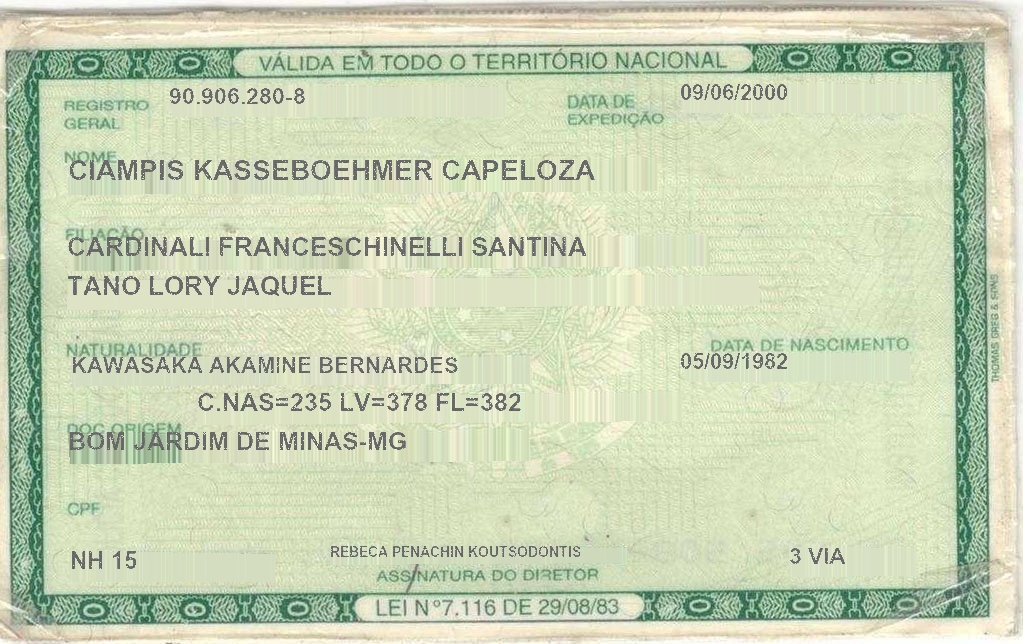 VÁLIDA EM TODO O TERRITÓRIO NACIONAL
REGISTRO GERAL 90.906.280-8 DATA DE EXPEDIÇÃO 09/06/2000
NOME
CIAMPIS KASSEBOEHMER CAPELOZA
FILIAÇÃO
CARDINALI FRANCESCHINELLI SANTINA
TANO LORY JAQUEL
NATURALIDADE DATA DE NASCIMENTO
KAWASAKA AKAMINE BERNARDES 05/09/1982
C.NAS=235 LV=378 FL=382
DOC ORIGEM
BOM JARDIM DE MINAS-MG
CPF
NH 15 REBECA PENACHIN KOUTSODONTIS 3 VIA
ASSINATURA DO DIRETOR
LEI Nº7.116 DE 29/08/83
THOMAS GREG & SONS